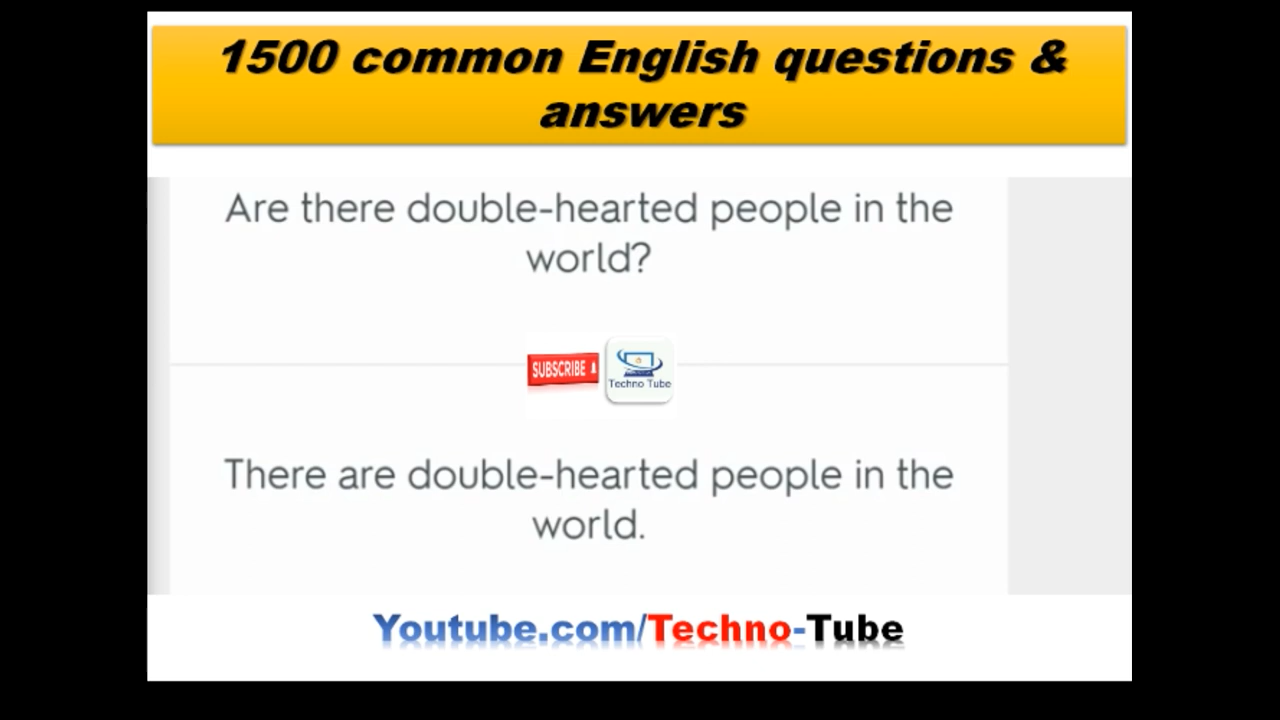 1500 common English questions &
answers
Are there double-hearted people in the
world?
SUBSCRIBE
Techno Tube
There are double-hearted people in the
world.
Youtube.com/Techno-Tube